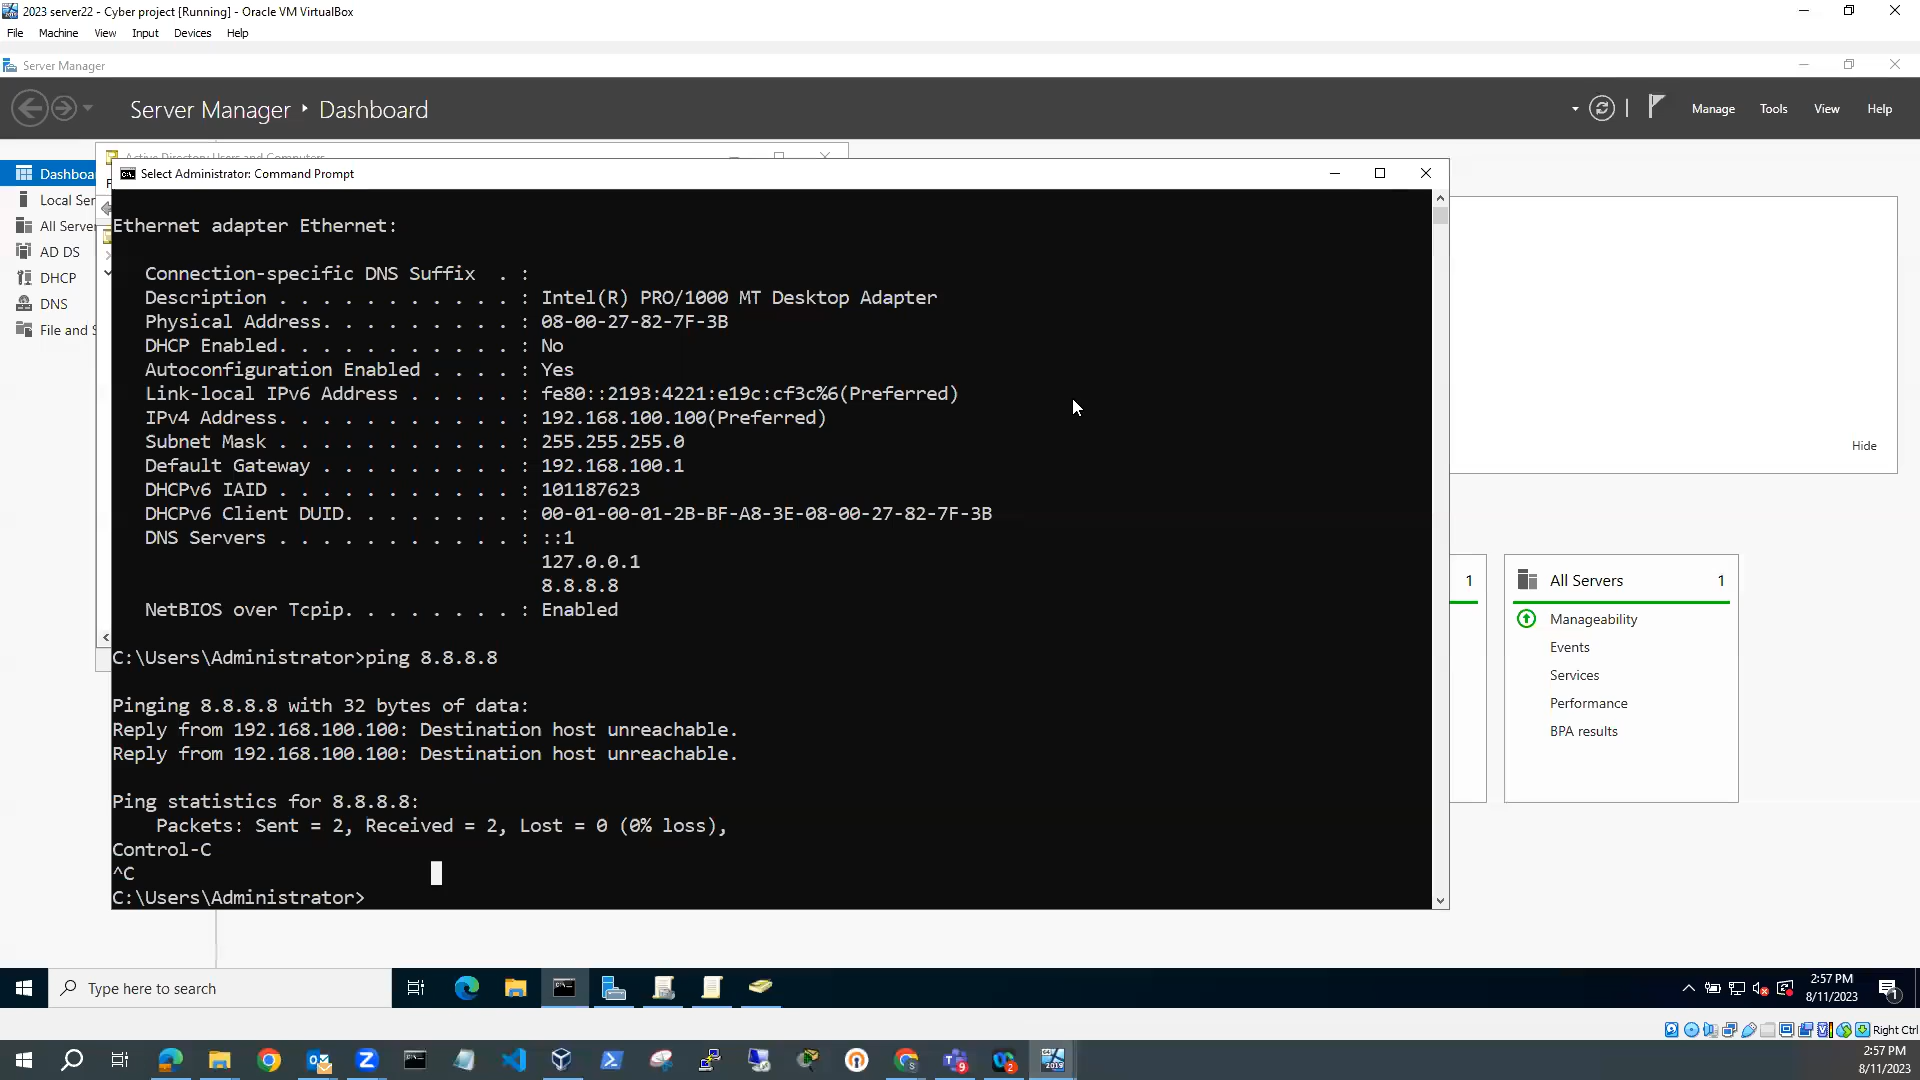 2023 server22 - Cyber project [Running] - Oracle VM VirtualBox
File Machine View Input Devices Help
Server Manager
Server Manager • Dashboard
Manage Tools View Help
Active Directory Users and Computers
Dashboa
Local Ser
All Server
AD DS
DHCP
DNS
File and S
Select Administrator: Command Prompt
Ethernet adapter Ethernet:
Connection-specific DNS Suffix . :
Description . . . . . . . . . . . : Intel(R) PRO/1000 MT Desktop Adapter
Physical Address. . . . . . . . . : 08-00-27-82-7F-3B
DHCP Enabled. . . . . . . . . . . : No
Autoconfiguration Enabled . . . . : Yes
Link-local IPv6 Address . . . . . : fe80::2193:4221:e19c:cf3c%6(Preferred)
IPv4 Address. . . . . . . . . . . : 192.168.100.100(Preferred)
Subnet Mask . . . . . . . . . . . : 255.255.255.0
Default Gateway . . . . . . . . . : 192.168.100.1
DHCPv6 IAID . . . . . . . . . . . : 101187623
DHCPv6 Client DUID. . . . . . . . : 00-01-00-01-2B-BF-A8-3E-08-00-27-82-7F-3B
DNS Servers . . . . . . . . . . . : ::1
127.0.0.1
8.8.8.8
NetBIOS over Tcpip. . . . . . . . : Enabled
C:\Users\Administrator>ping 8.8.8.8
Pinging 8.8.8.8 with 32 bytes of data:
Reply from 192.168.100.100: Destination host unreachable.
Reply from 192.168.100.100: Destination host unreachable.
Ping statistics for 8.8.8.8:
Packets: Sent = 2, Received = 2, Lost = 0 (0% loss),
Control-C
^C
C:\Users\Administrator>
Hide
1
All Servers 1
Manageability
Events
Services
Performance
BPA results
Type here to search
2:57 PM
8/11/2023
1
Right Ctrl
2:57 PM
8/11/2023